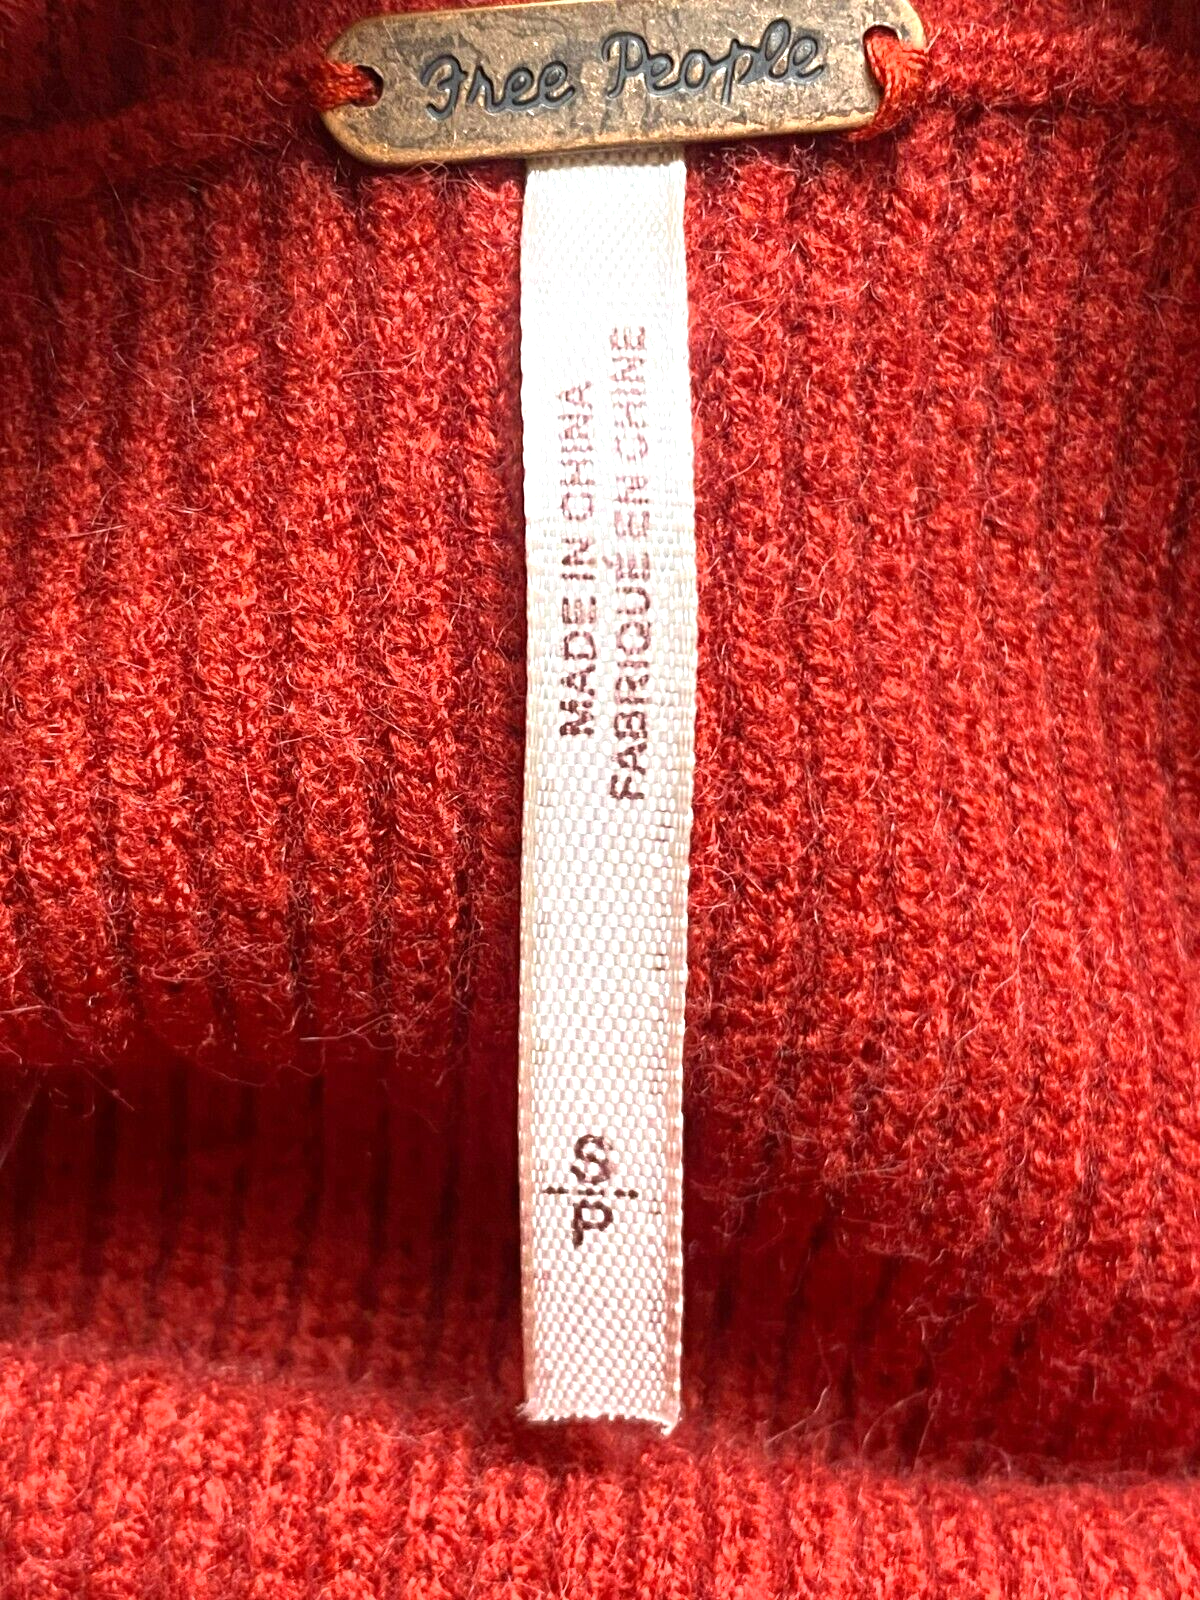 Free People
MADE IN CHINA
FABRIQUÉ EN CHINE
S
P